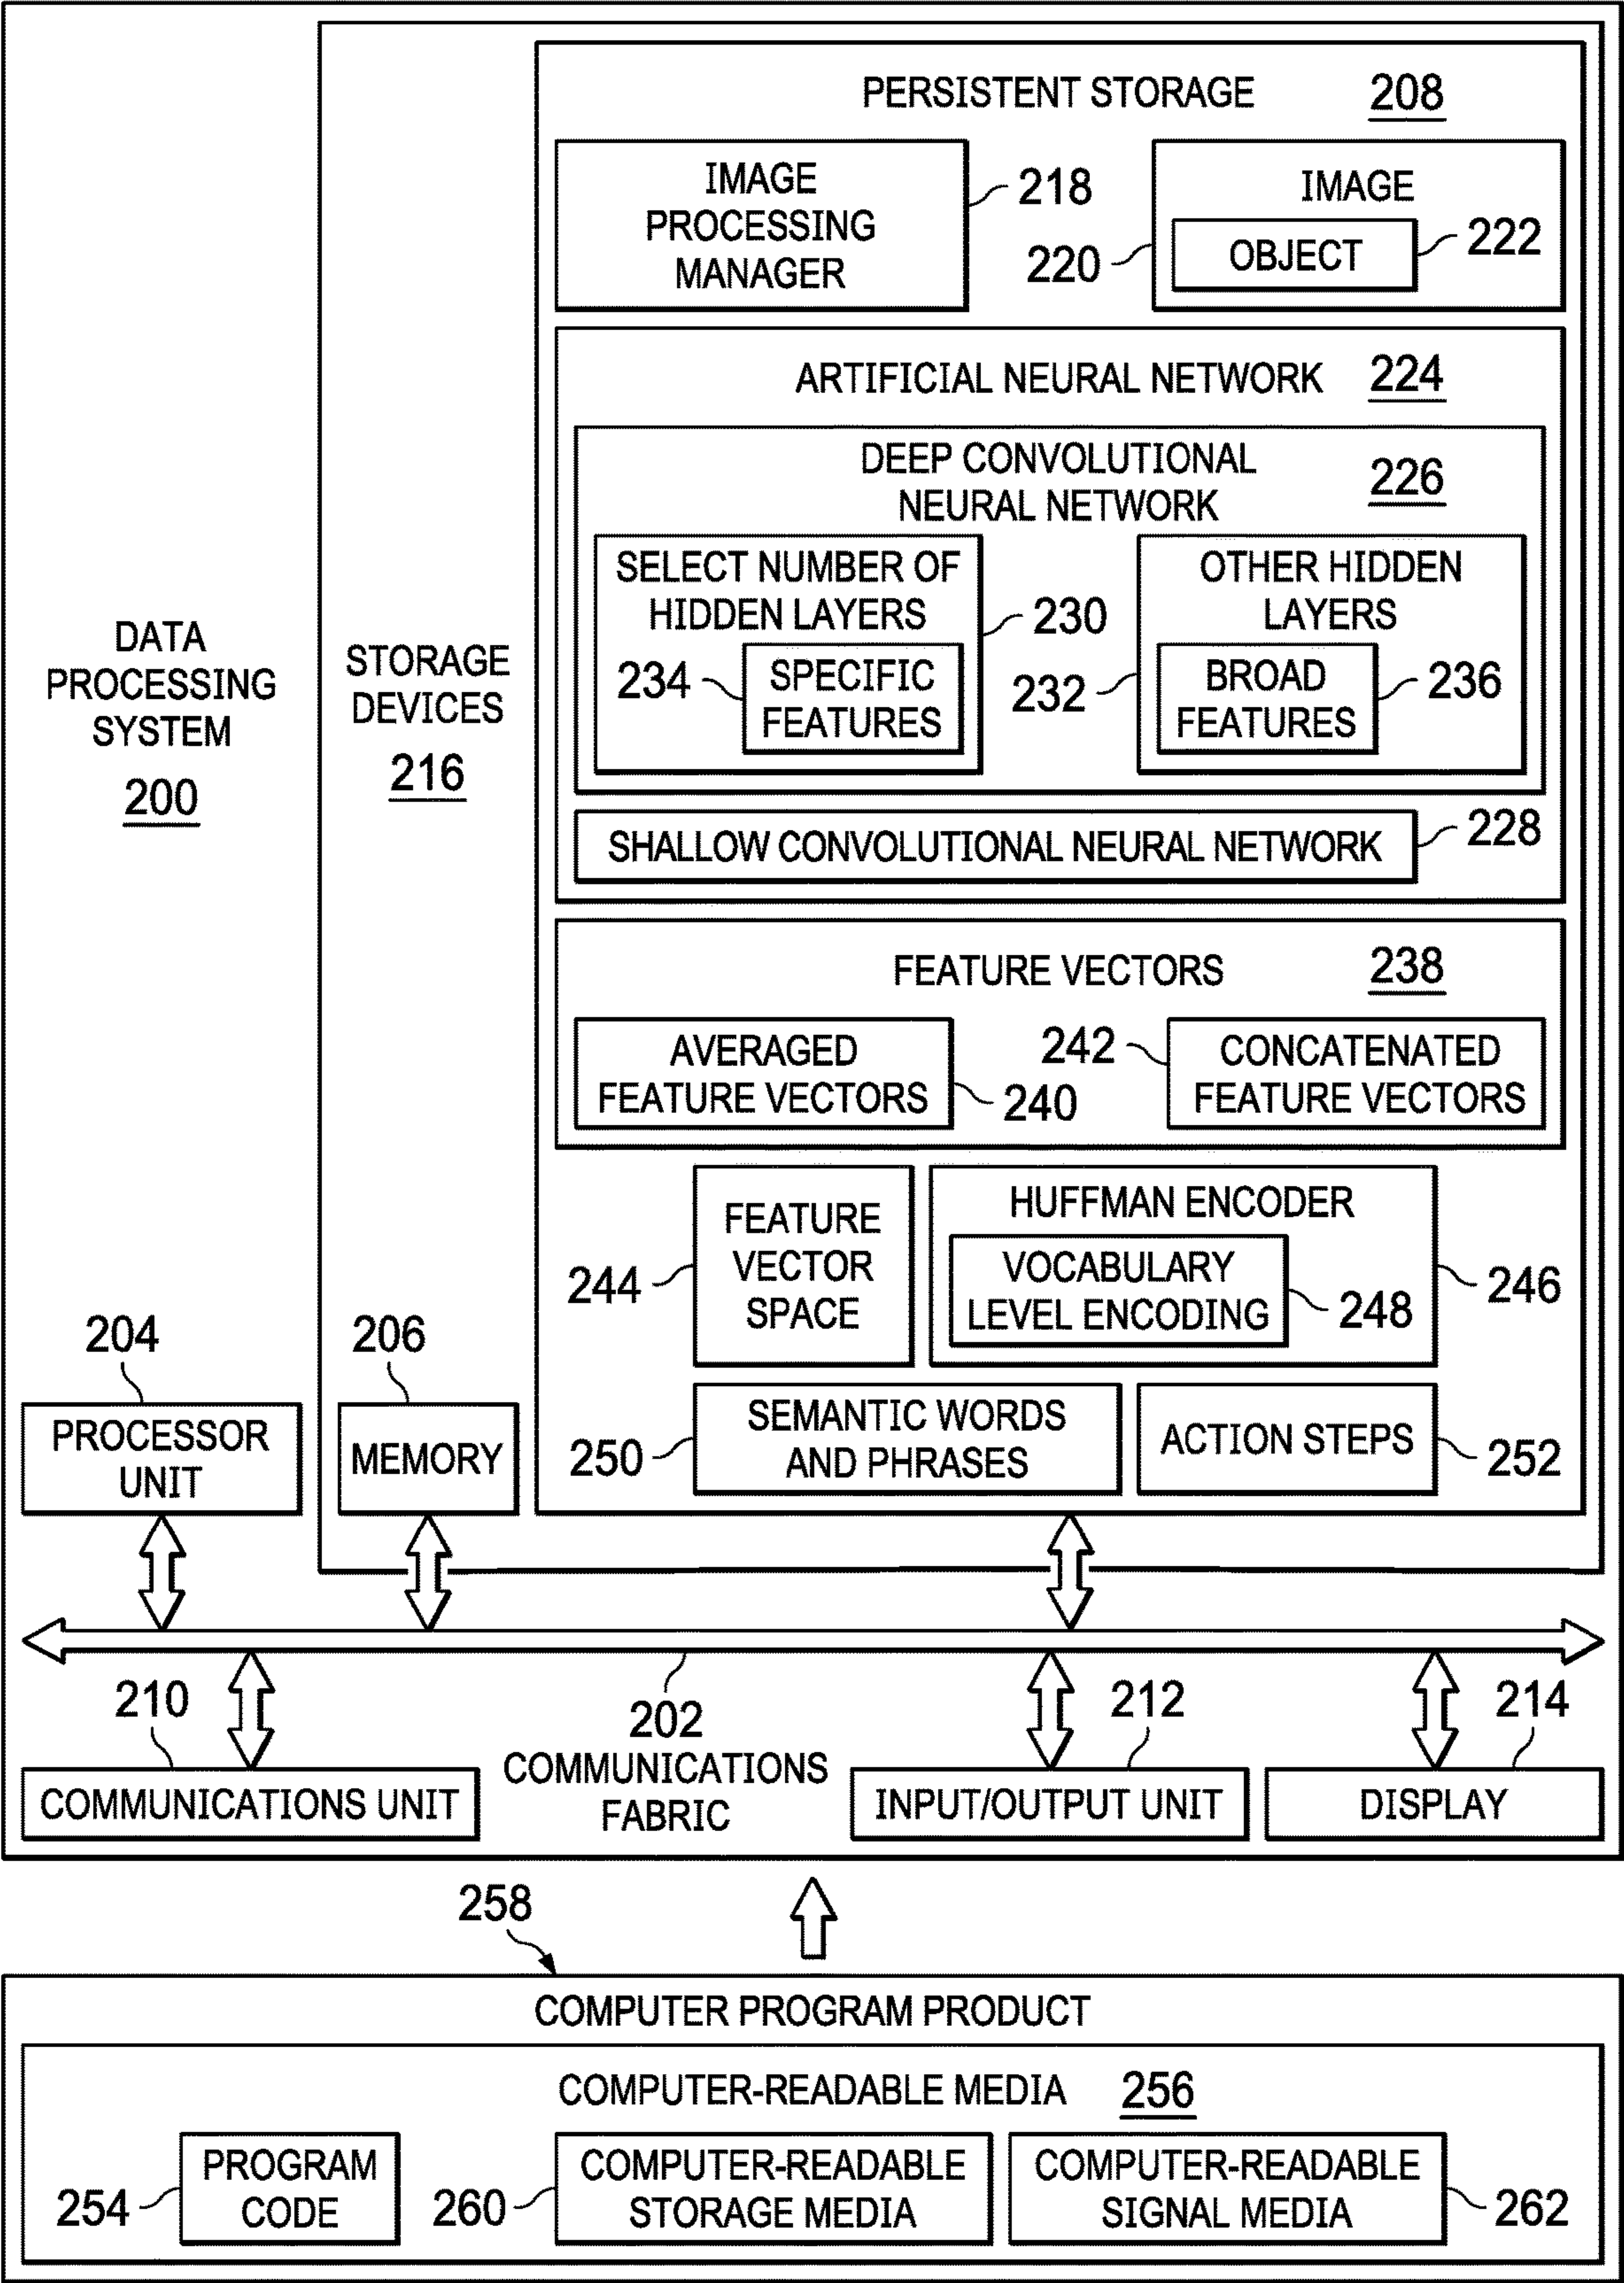 PERSISTENT STORAGE 208
IMAGE
PROCESSING
MANAGER
218
IMAGE
220
OBJECT
222
ARTIFICIAL NEURAL NETWORK 224
DEEP CONVOLUTIONAL
NEURAL NETWORK
226
SELECT NUMBER OF
HIDDEN LAYERS
230
234
SPECIFIC
FEATURES
OTHER HIDDEN
LAYERS
232
BROAD
FEATURES
236
SHALLOW CONVOLUTIONAL NEURAL NETWORK
228
DATA
PROCESSING
SYSTEM
200
STORAGE
DEVICES
216
FEATURE VECTORS 238
AVERAGED
FEATURE VECTORS
240
242
CONCATENATED
FEATURE VECTORS
244
FEATURE
VECTOR
SPACE
HUFFMAN ENCODER
VOCABULARY
LEVEL ENCODING
248
246
250
SEMANTIC WORDS
AND PHRASES
ACTION STEPS
252
204
PROCESSOR
UNIT
206
MEMORY
202
COMMUNICATIONS
FABRIC
210
COMMUNICATIONS UNIT
212
INPUT/OUTPUT UNIT
214
DISPLAY
258
COMPUTER PROGRAM PRODUCT
COMPUTER-READABLE MEDIA 256
254
PROGRAM
CODE
260
COMPUTER-READABLE
STORAGE MEDIA
COMPUTER-READABLE
SIGNAL MEDIA
262